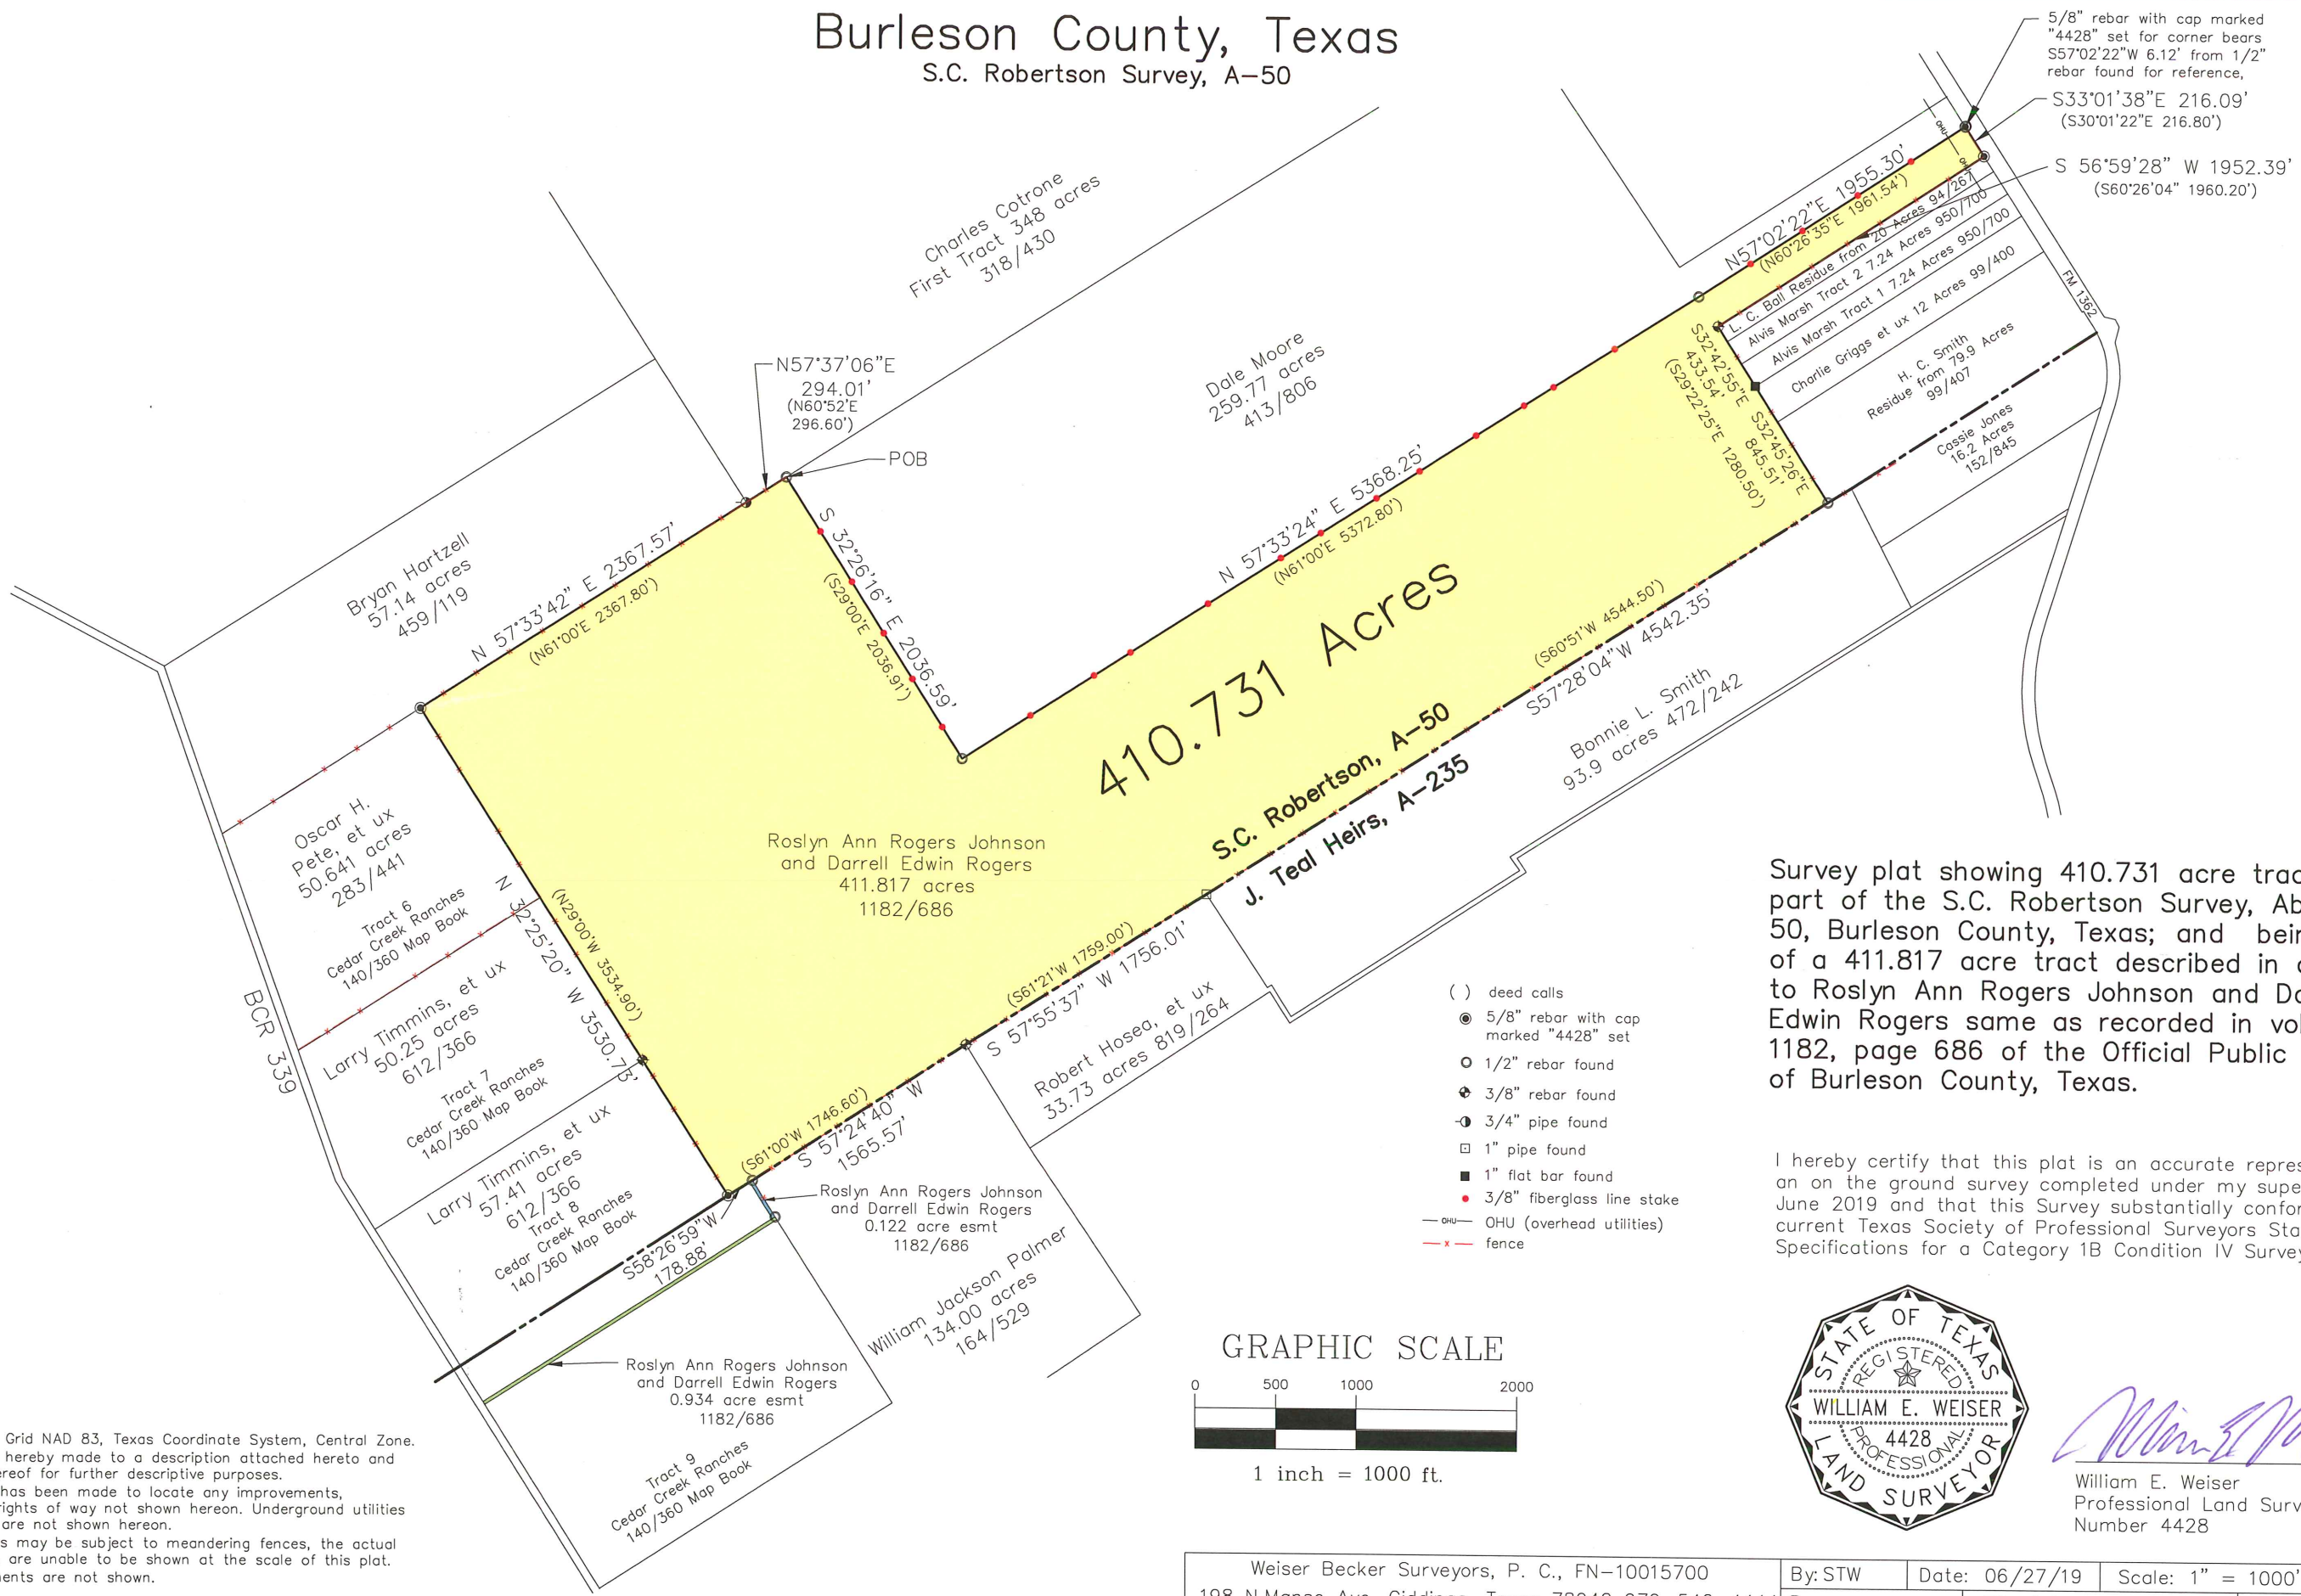 Burleson County, Texas
S.C. Robertson Survey, A-50
5/8" rebar with cap marked
"4428" set for corner bears
S57°02'22"W 6.12' from 1/2"
rebar found for reference,
S33°01'38"E 216.09'
(S30°01'22"E 216.80')
S 56°59'28" W 1952.39'
(S60°26'04" 1960.20')
OHU
N57°02'22"E 1955.30'
(N60°26'35"E 1961.54')
L. C. Ball Residue from 20 Acres 94/267
Alvis Marsh Tract 2 7.24 Acres 950/700
Alvis Marsh Tract 1 7.24 Acres 950/700
Charlie Griggs et ux 12 Acres 99/400
H. C. Smith
Residue from 79.9 Acres
99/407
FM 1362
Cassie Jones
16.2 Acres
152/845
S32°42'55"E
433.54'
S32°45'26"E
845.51'
(S29°22'25"E 1280.50')
Charles Cotrone
First Tract 348 acres
318/430
Dale Moore
259.77 acres
413/806
N57°37'06"E
294.01'
(N60°52'E
296.60')
POB
Bryan Hartzell
57.14 acres
459/119
N 57°33'42" E 2367.57'
(N61°00'E 2367.80')
S 32°26'16" E 2036.59'
(S29°00'E 2036.91')
N 57°33'24" E 5368.25'
(N61°00'E 5372.80')
410.731 Acres
(S60°51'W 4544.50')
S57°28'04"W 4542.35'
Bonnie L. Smith
93.9 acres 472/242
S.C. Robertson, A-50
J. Teal Heirs, A-235
Roslyn Ann Rogers Johnson
and Darrell Edwin Rogers
411.817 acres
1182/686
Oscar H.
Pete, et ux
50.641 acres
283/441
Tract 6
Cedar Creek Ranches
140/360 Map Book
N 32°25'20" W 3530.73'
(N29°00'W 3534.90')
Larry Timmins, et ux
50.25 acres
612/366
Tract 7
Cedar Creek Ranches
140/360 Map Book
BCR 339
Larry Timmins, et ux
57.41 acres
612/366
Tract 8
Cedar Creek Ranches
140/360 Map Book
(S61°21'W 1759.00')
S 57°55'37" W 1756.01'
Robert Hosea, et ux
33.73 acres 819/264
(S61°00'W 1746.60')
S 57°24'40" W
1565.57'
S58°26'59"W
178.88'
Roslyn Ann Rogers Johnson
and Darrell Edwin Rogers
0.122 acre esmt
1182/686
William Jackson Palmer
134.00 acres
164/529
Roslyn Ann Rogers Johnson
and Darrell Edwin Rogers
0.934 acre esmt
1182/686
Tract 9
Cedar Creek Ranches
140/360 Map Book
( ) deed calls
5/8" rebar with cap
marked "4428" set
1/2" rebar found
3/8" rebar found
3/4" pipe found
1" pipe found
1" flat bar found
3/8" fiberglass line stake
OHU OHU (overhead utilities)
x fence
Survey plat showing 410.731 acre
part of the S.C. Robertson Survey,
50, Burleson County, Texas; and
of a 411.817 acre tract described in
to Roslyn Ann Rogers Johnson and
Edwin Rogers same as recorded in
1182, page 686 of the Official Public
of Burleson County, Texas.
I hereby certify that this plat is an accurate
an on the ground survey completed under my
June 2019 and that this Survey substantially
current Texas Society of Professional Surveyors
Specifications for a Category 1B Condition IV
GRAPHIC SCALE
0 500 1000 2000
1 inch = 1000 ft.
STATE OF TEXAS
REGISTERED
WILLIAM E. WEISER
4428
PROFESSIONAL
LAND SURVEYOR
William E. Weiser
Professional Land
Number 4428
Grid NAD 83, Texas Coordinate System, Central Zone.
hereby made to a description attached hereto and
for further descriptive purposes.
has been made to locate any improvements,
rights of way not shown hereon. Underground utilities
are not shown hereon.
may be subject to meandering fences, the actual
are unable to be shown at the scale of this plat.
are not shown.
Weiser Becker Surveyors, P. C., FN-10015700
By: STW
Date: 06/27/19
Scale: 1" = 1000'